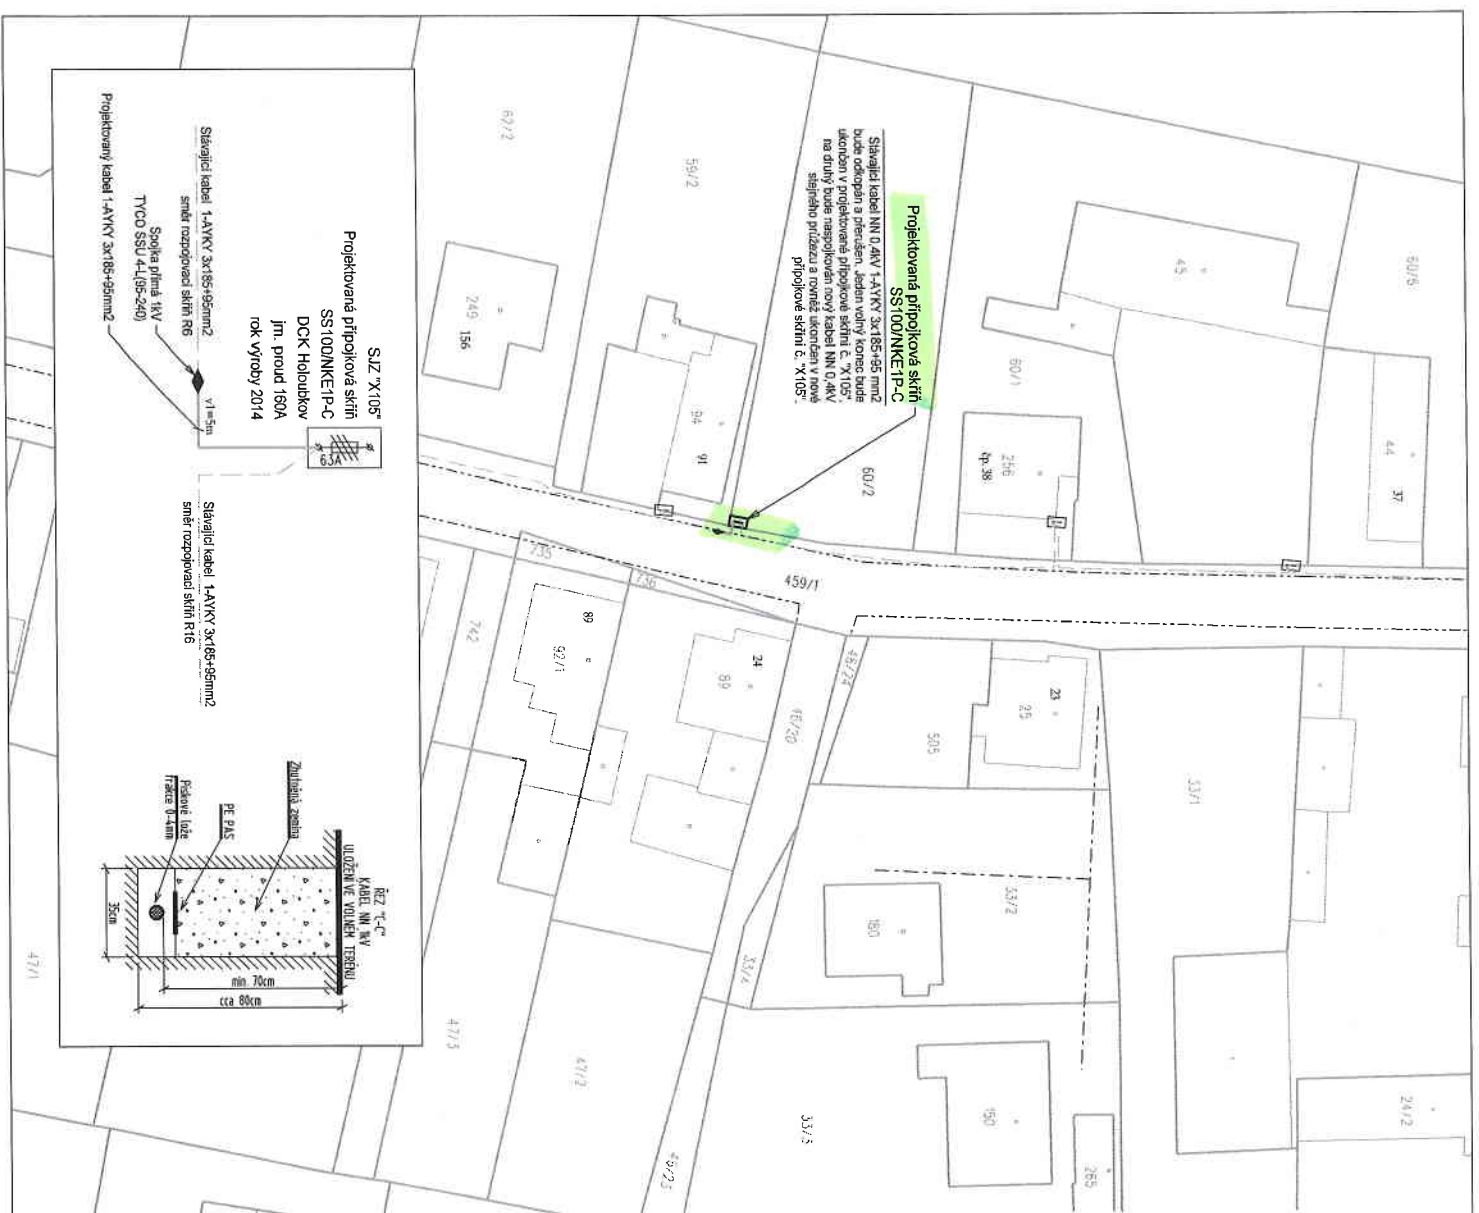 Projektovaná přípojková skříň
SS100/NKE1P-C
Stávající kabel NN 0,4kV 1-AYKY 3x185+95 mm2
bude odkopán a přerušen. Jeden volný konec bude
ukončen v projektované přípojkové skříni č. "X105".
na druhý bude naspojkován nový kabel NN 0,4kV
stejného průřezu a rovněž ukončen v nové
přípojkové skříni č. "X105".
SJZ "X105"
Projektovaná přípojková skříň
SS100/NKE1P-C
DCK Holoubkov
jm. proud 160A
rok výroby 2014
63A
Stávající kabel 1-AYKY 3x185+95mm2
směr rozpojovací skříň R6
Spojka přímá 1kV
TYCO SSU 4-L(95-240)
Projektovaný kabel 1-AYKY 3x185+95mm2
v1=5m
Stávající kabel 1-AYKY 3x185+95mm2
směr rozpojovací skříň R16
ŘEZ "C-C"
KABEL NN 1kV
ULOŽENÍ VE VOLNÉM TERÉNU
Zhutněná zemina
PE PÁS
Pískové lože
frakce 0-4mm
35cm
min. 70cm
cca 80cm
60/6
45
60/1
44
37
256
čp.38
60/2
59/2
62/2
249
156
94
91
459/1
735
736
742
89
92/1
24
89
48/20
48/24
505
23
25
33/1
33/2
180
33/4
150
265
24/2
33/3
47/1
47/3
47/2
48/23